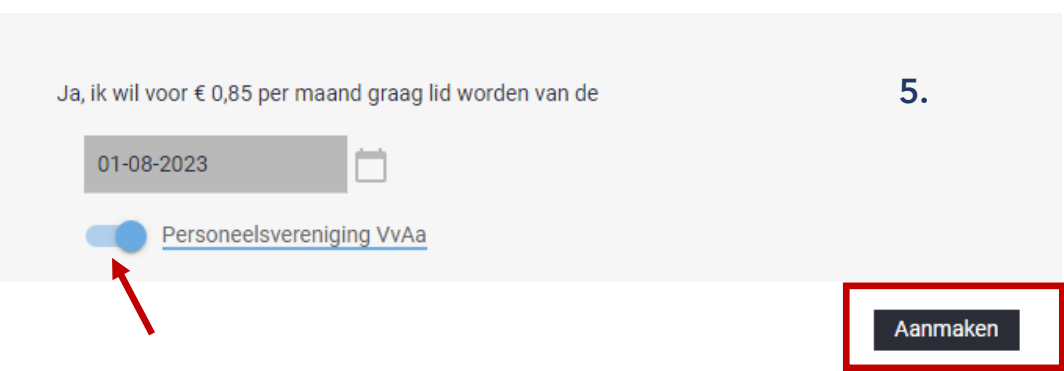 Ja, ik wil voor € 0,85 per maand graag lid worden van de
5.
01-08-2023
Personeelsvereniging VvAa
Aanmaken